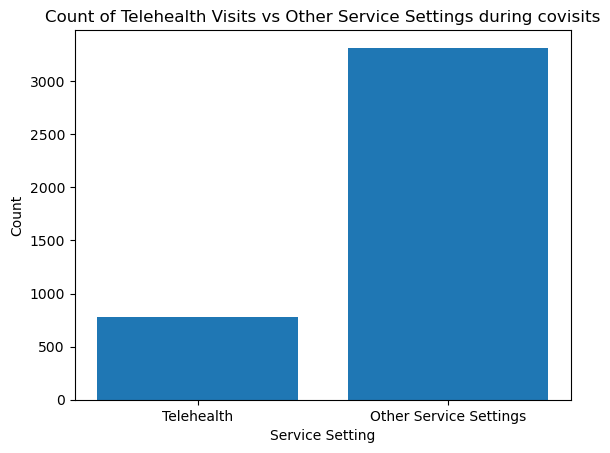 Count of Telehealth Visits vs Other Service Settings during covisits
3000
2500
2000
1500
1000
500
0
Count
Telehealth
Other Service Settings
Service Setting